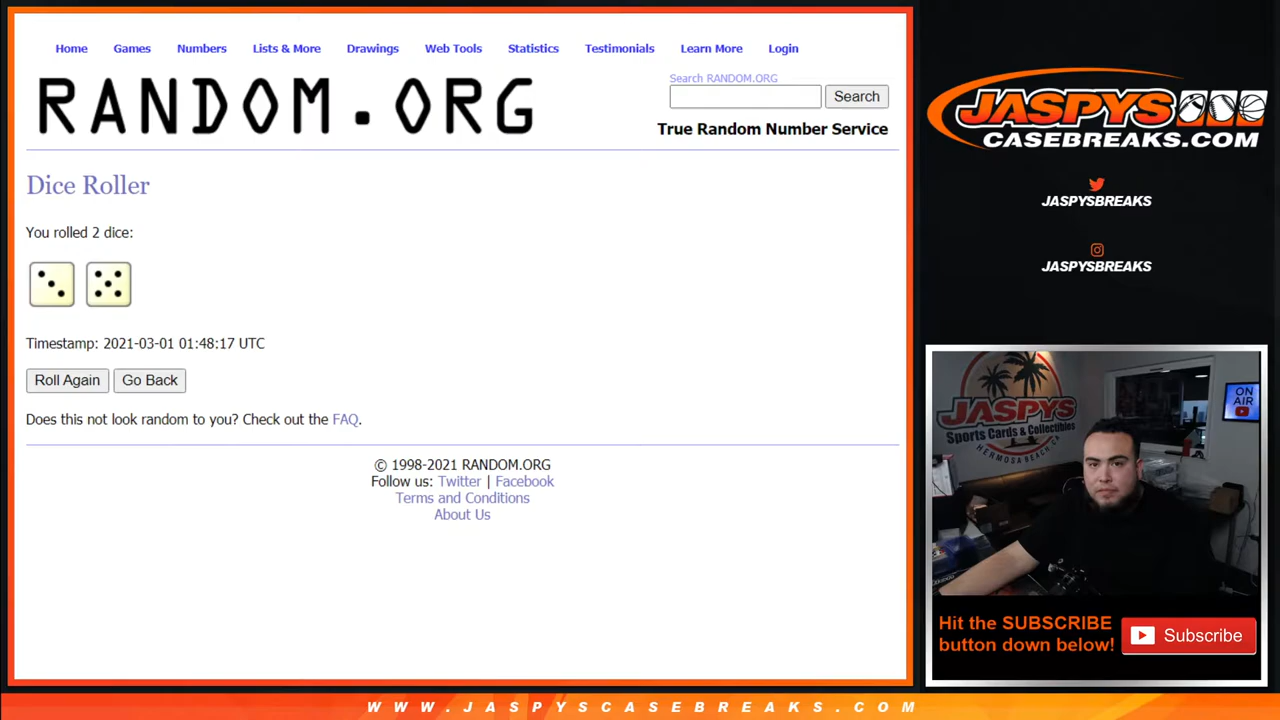 Home Games Numbers Lists & More Drawings Web Tools Statistics Testimonials Learn More Login
RANDOM.ORG
Search RANDOM.ORG
Search
True Random Number Service
Dice Roller
You rolled 2 dice:
Timestamp: 2021-03-01 01:48:17 UTC
Roll Again Go Back
Does this not look random to you? Check out the FAQ.
© 1998-2021 RANDOM.ORG
Follow us: Twitter | Facebook
Terms and Conditions
About Us
JASPYS
CASEBREAKS.COM
JASPYSBREAKS
JASPYSBREAKS
JASPYS
Sports Cards & Collectibles
HERMOSA BEACH, CA
ON
AIR
Hit the SUBSCRIBE
button down below!
Subscribe
WWW.JASPYSCASEBREAKS.COM